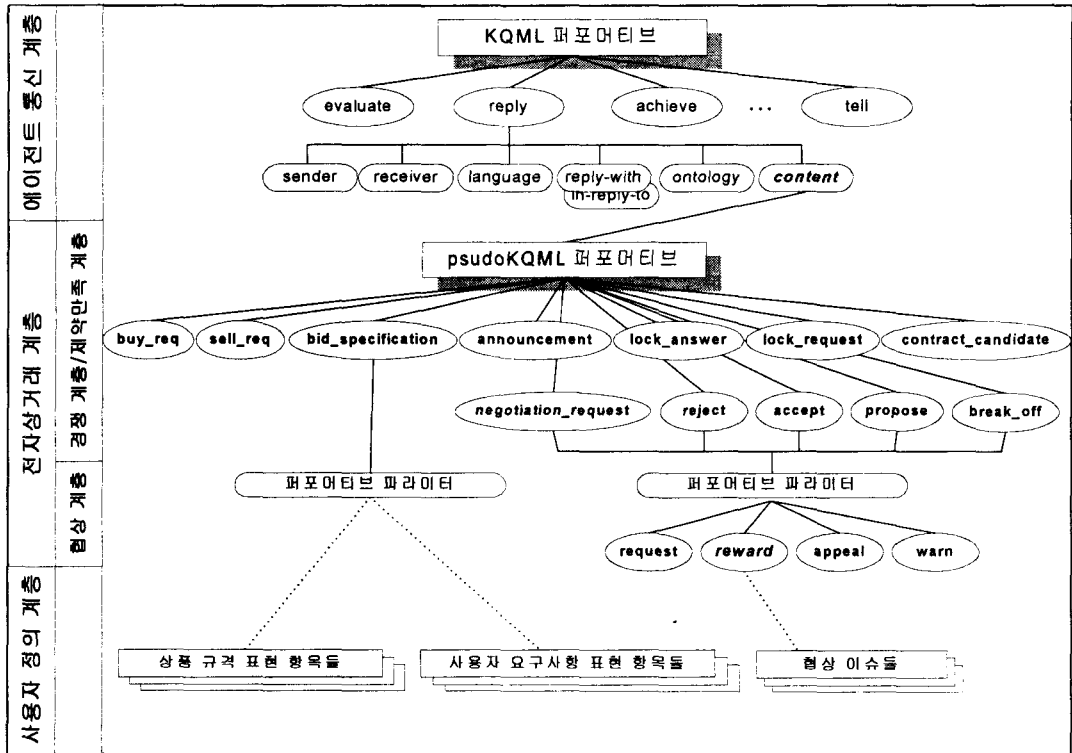 에이전트 통신 계층
KQML 퍼포머티브
evaluate
reply
achieve
...
tell
sender
receiver
language
reply-with
in-reply-to
ontology
content
전자상거래 계층
경쟁 계층/제약만족 계층
psudoKQML 퍼포머티브
buy_req
sell_req
bid_specification
announcement
lock_answer
lock_request
contract_candidate
negotiation_request
reject
accept
propose
break_off
협상 계층
퍼포머티브 파라미터
퍼포머티브 파라미터
request
reward
appeal
warn
사용자 정의 계층
상품 규격 표현 항목들
사용자 요구사항 표현 항목들
협상 이슈들